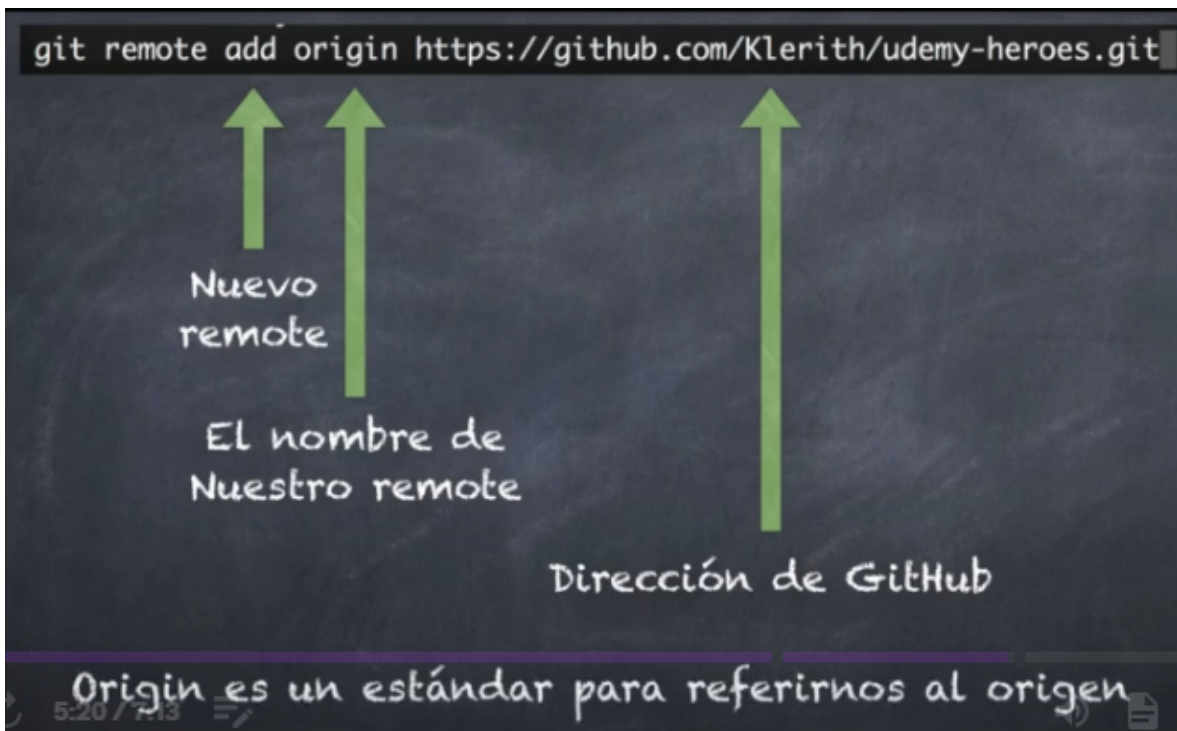 git remote add origin https://github.com/Klerith/udemy-heroes.git
Nuevo
remote
El nombre de
Nuestro remote
Dirección de GitHub
Origin es un estándar para referirnos al origen
5:20 / 7:13